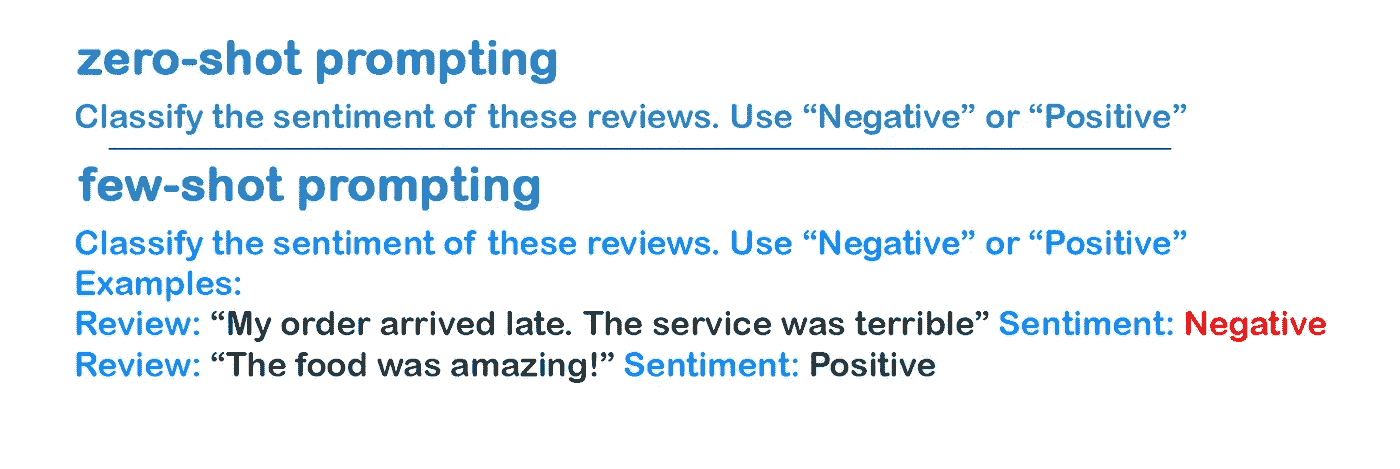 zero-shot prompting
Classify the sentiment of these reviews. Use “Negative” or “Positive”
few-shot prompting
Classify the sentiment of these reviews. Use “Negative” or “Positive”
Examples:
Review: “My order arrived late. The service was terrible” Sentiment: Negative
Review: “The food was amazing!” Sentiment: Positive